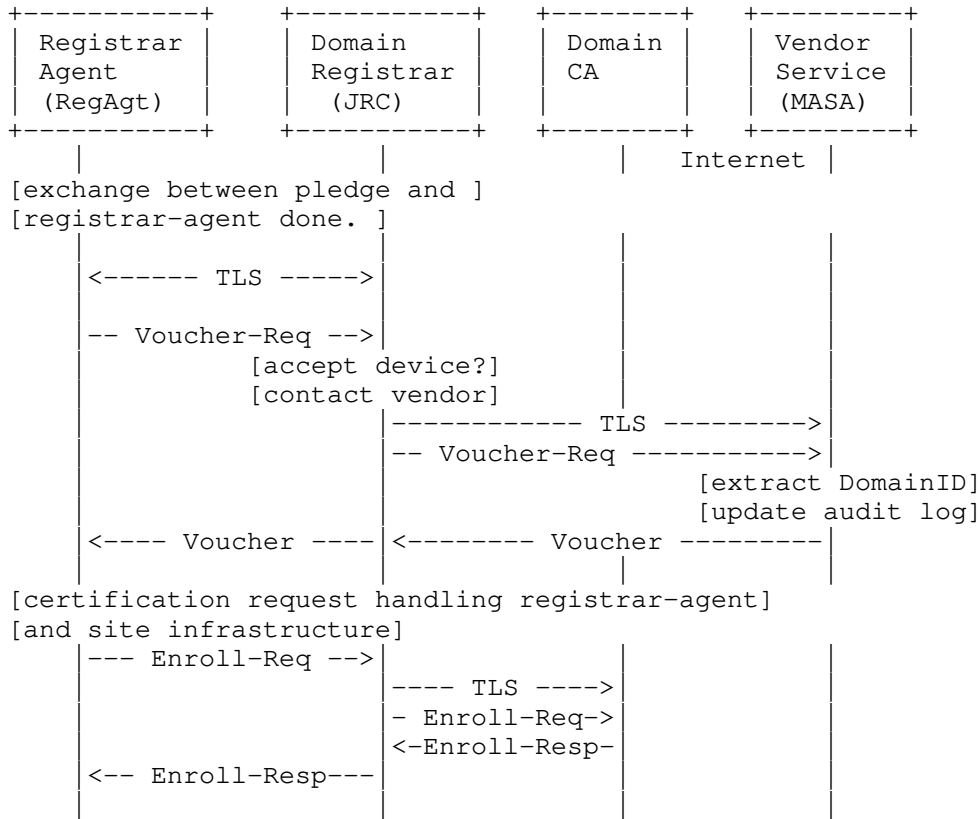 +-----------+     +-----------+    +--------+    +---------+
| Registrar |     | Domain    |    | Domain |    | Vendor  |
| Agent     |     | Registrar |    | CA     |    | Service |
| (RegAgt)  |     |  (JRC)    |    |        |    | (MASA)  |
+-----------+     +-----------+    +--------+    +---------+
     |                  |              |   Internet |
[exchange between pledge and ]
[registrar-agent done. ]
     |                  |              |            |
     |<------ TLS ----->|              |            |
     |                  |              |            |
     |-- Voucher-Req -->|              |            |
     |          [accept device?]       |            |
     |          [contact vendor]       |            |
     |                  |------------ TLS --------->|
     |                  |-- Voucher-Req ----------->|
     |                  |                   [extract DomainID]
     |                  |                   [update audit log]
     |<---- Voucher ----|<-------- Voucher ---------|
     |                  |              |            |
[certification request handling registrar-agent]
[and site infrastructure]
     |--- Enroll-Req -->|              |            |
     |                  |---- TLS ---->|            |
     |                  |- Enroll-Req->|            |
     |                  |<-Enroll-Resp-|            |
     |<-- Enroll-Resp---|              |            |
     |                  |              |            |